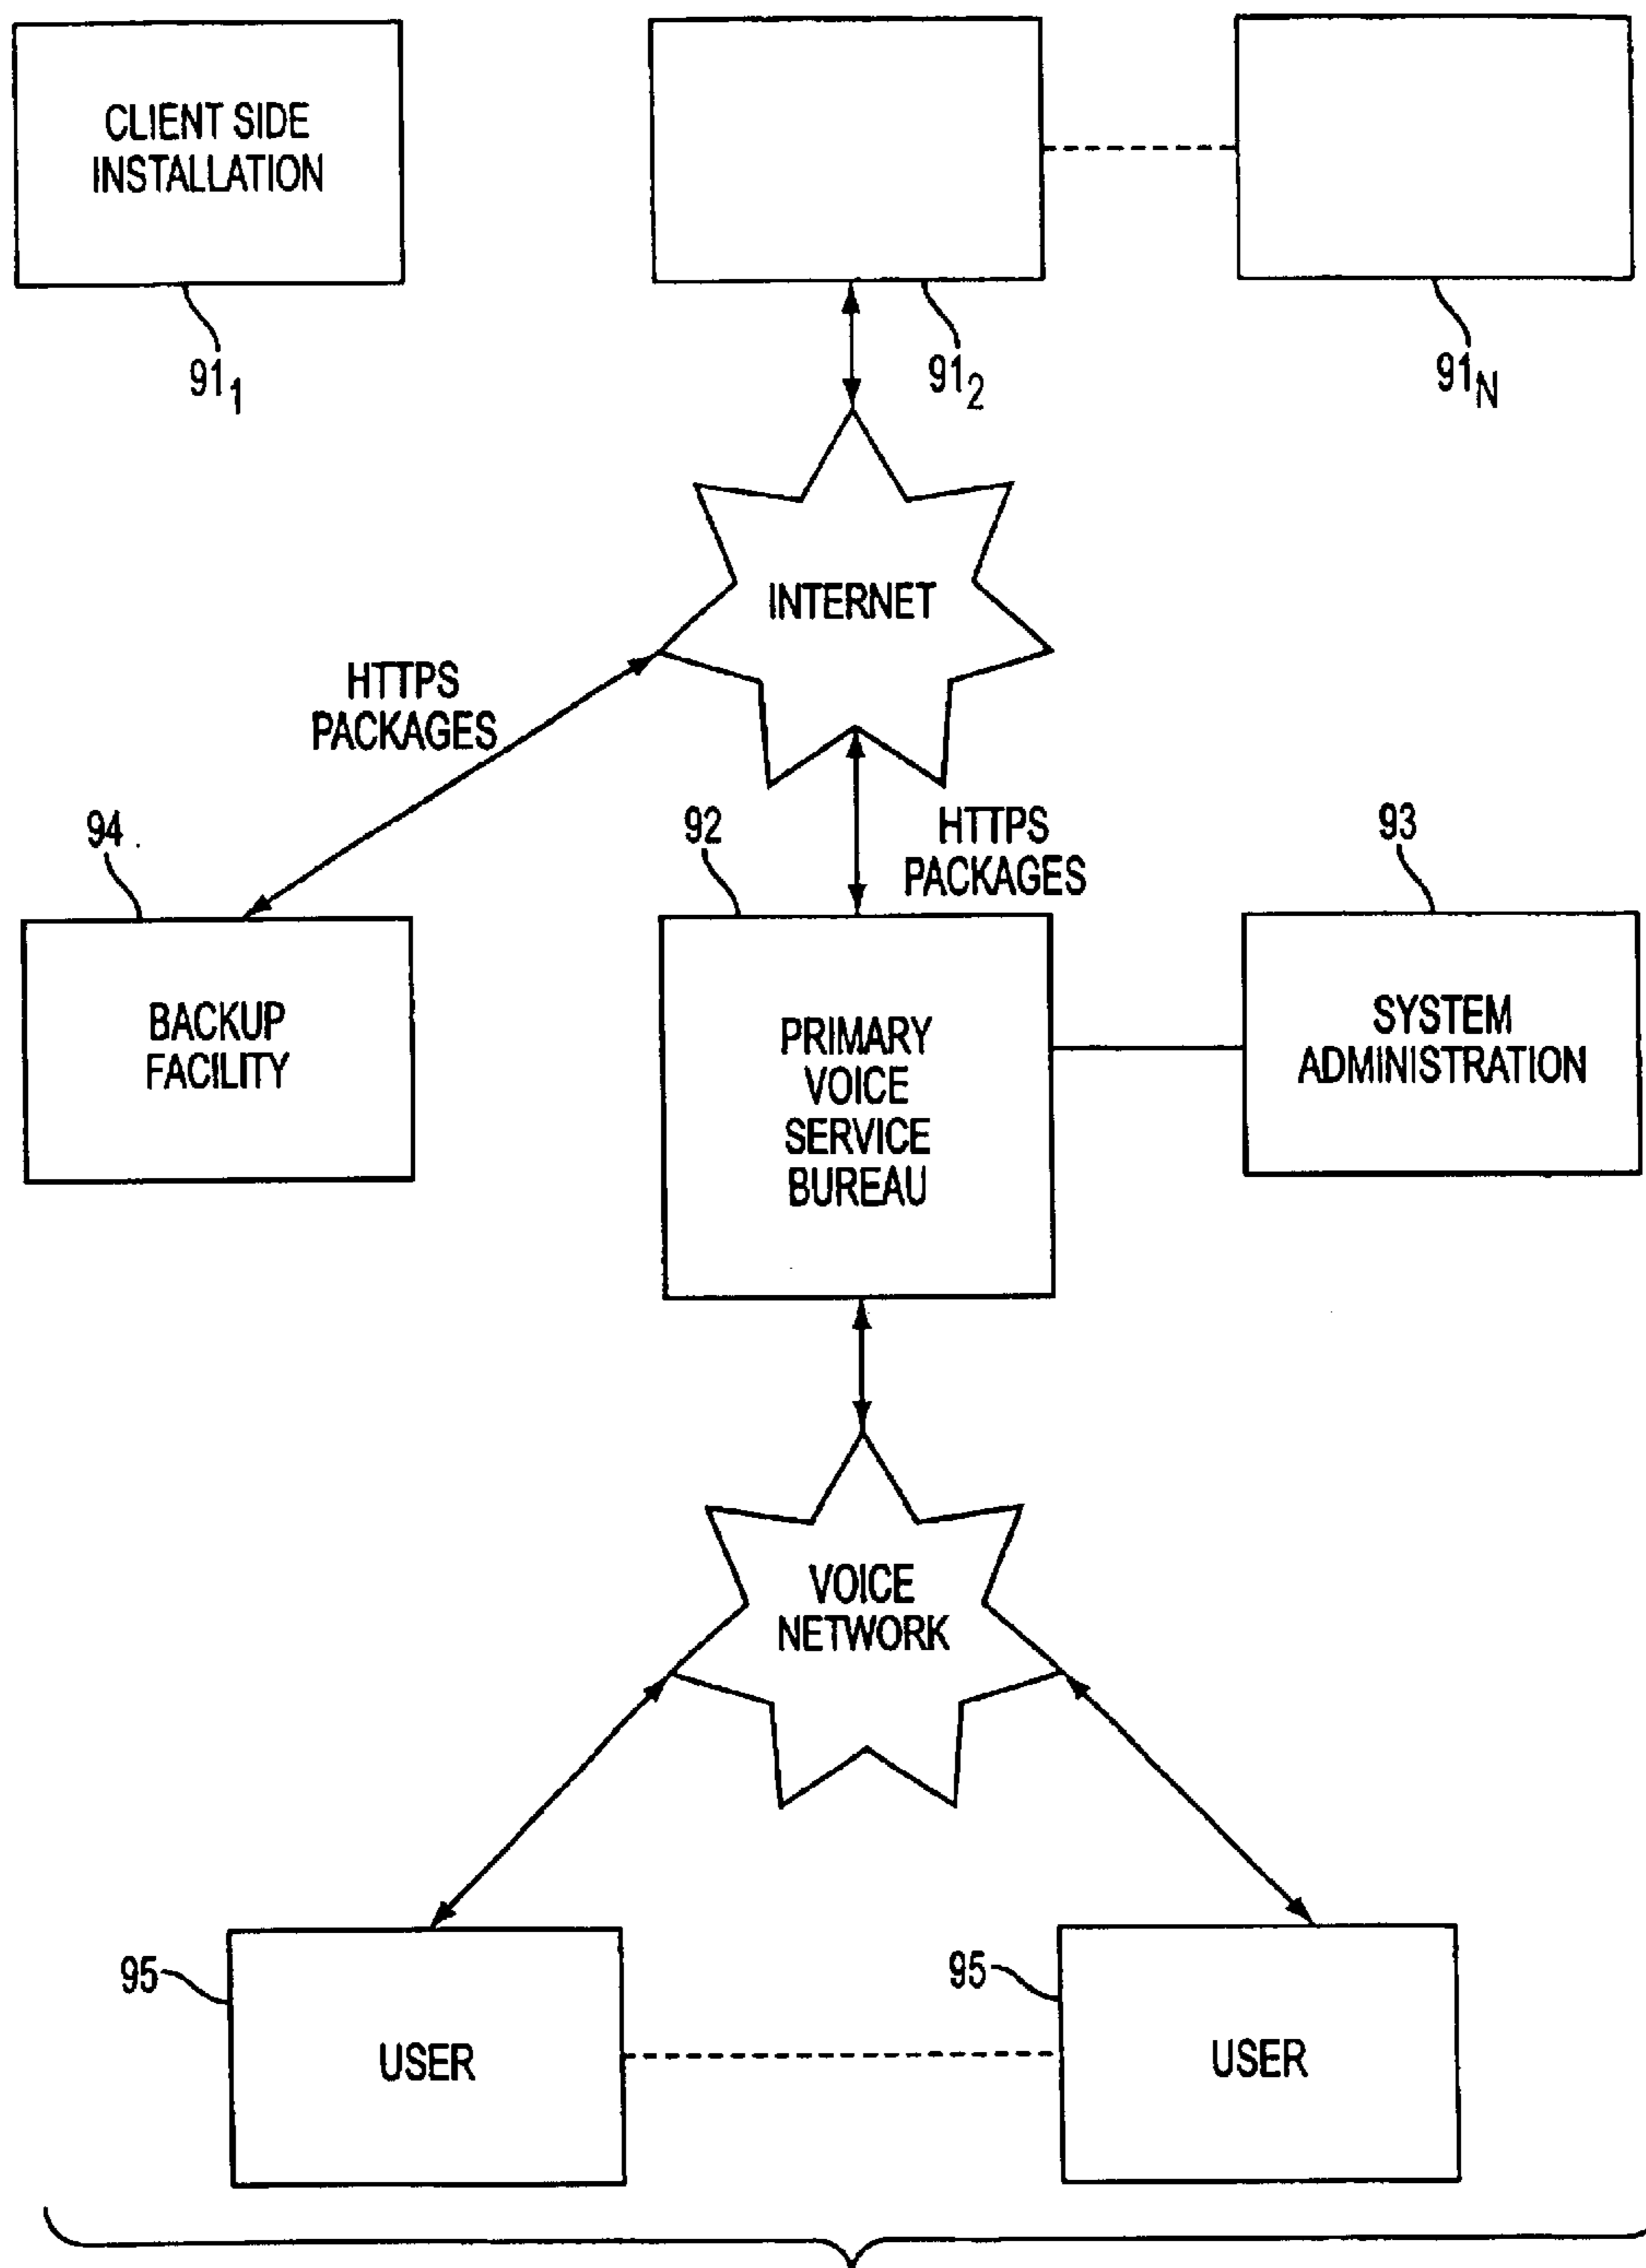 CLIENT SIDE
INSTALLATION
91₁
91₂
91N
INTERNET
HTTPS
PACKAGES
HTTPS
PACKAGES
94
92
93
BACKUP
FACILITY
PRIMARY
VOICE
SERVICE
BUREAU
SYSTEM
ADMINISTRATION
VOICE
NETWORK
95
USER
95
USER